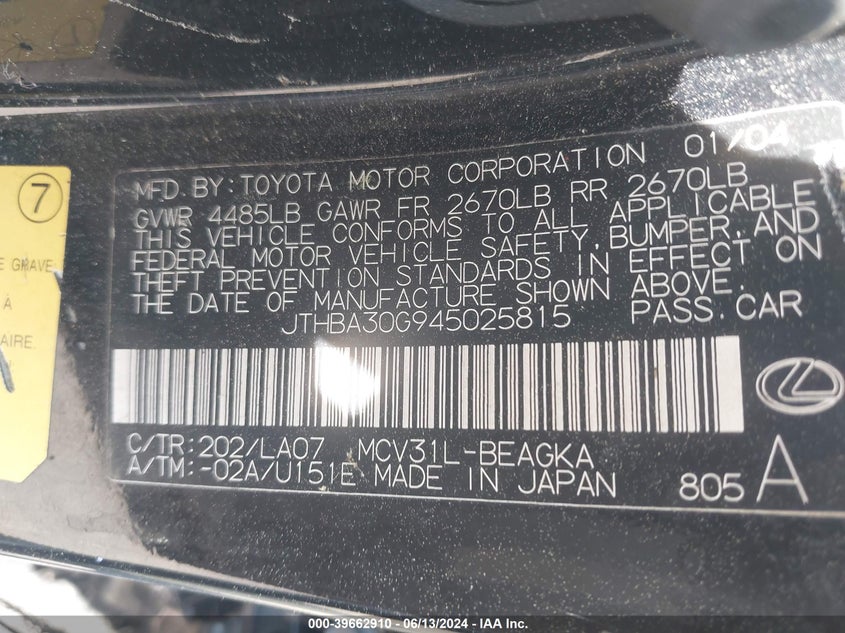 7
E GRAVE
À
AIRE.
MFD. BY: TOYOTA MOTOR CORPORATION 01/04
GVWR 4485LB GAWR FR 2670LB RR 2670LB
THIS VEHICLE CONFORMS TO ALL APPLICABLE
FEDERAL MOTOR VEHICLE SAFETY, BUMPER, AND
THEFT PREVENTION STANDARDS IN EFFECT ON
THE DATE OF MANUFACTURE SHOWN ABOVE.
JTHBA30G945025815 PASS. CAR
C/TR: 202/LA07 MCV31L-BEAGKA
A/TM: -02A/U151E MADE IN JAPAN
805 A
000-39662910 - 06/13/2024 - IAA Inc.